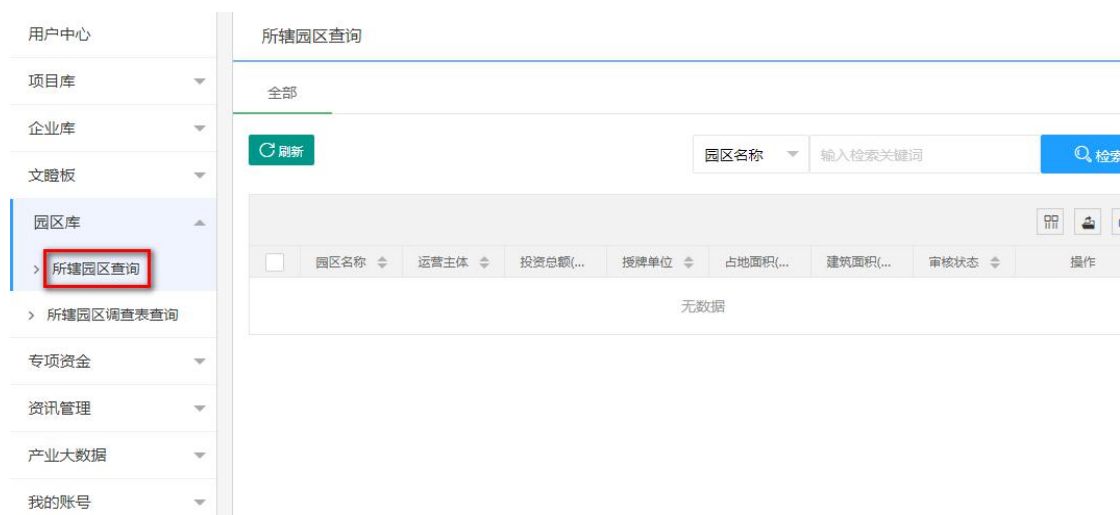 用户中心
项目库
企业库
文瞪板
园区库
所辖园区查询
所辖园区调查表查询
专项资金
资讯管理
产业大数据
我的账号
所辖园区查询
全部
刷新 园区名称 输入检索关键词 检索
园区名称 运营主体 投资总额(... 授牌单位 占地面积(... 建筑面积(... 审核状态 操作
无数据